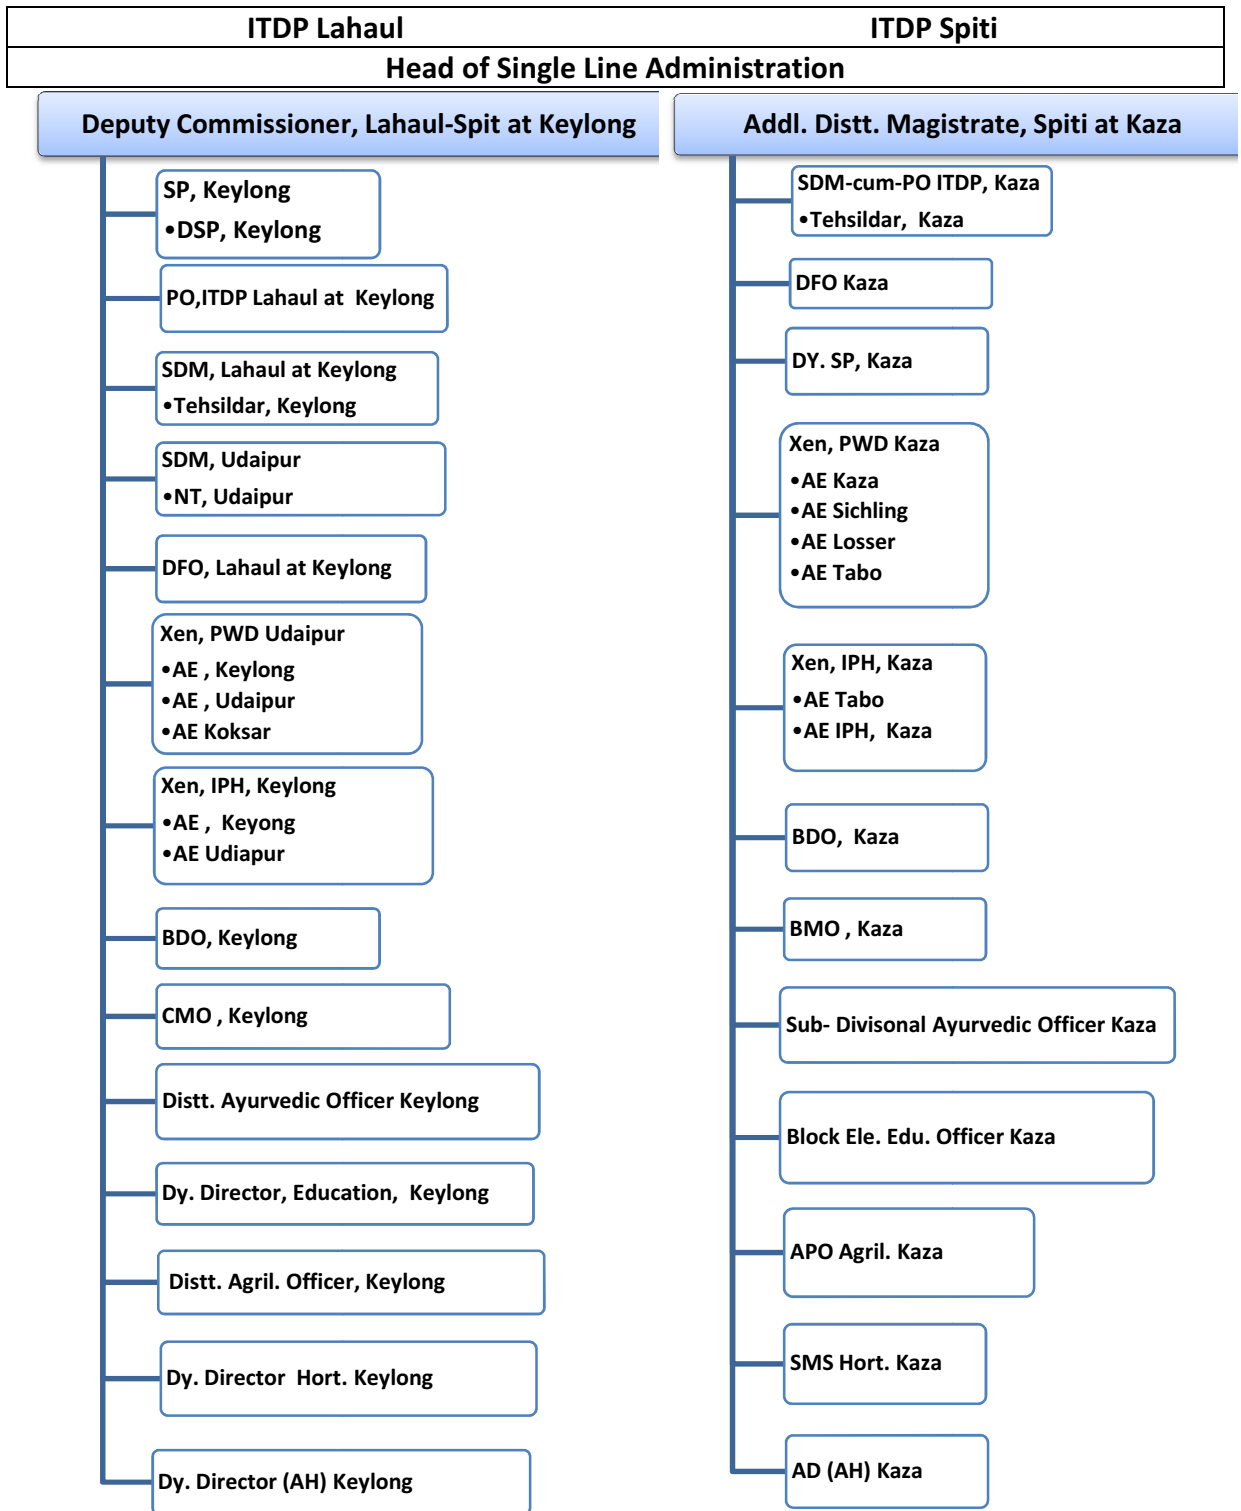 ITDP Lahaul
ITDP Spiti
Head of Single Line Administration
Deputy Commissioner, Lahaul-Spit at Keylong
SP, Keylong
•DSP, Keylong
PO,ITDP Lahaul at Keylong
SDM, Lahaul at Keylong
•Tehsildar, Keylong
SDM, Udaipur
•NT, Udaipur
DFO, Lahaul at Keylong
Xen, PWD Udaipur
•AE , Keylong
•AE , Udaipur
•AE Koksar
Xen, IPH, Keylong
•AE , Keyong
•AE Udiapur
BDO, Keylong
CMO , Keylong
Distt. Ayurvedic Officer Keylong
Dy. Director, Education, Keylong
Distt. Agril. Officer, Keylong
Dy. Director Hort. Keylong
Dy. Director (AH) Keylong
Addl. Distt. Magistrate, Spiti at Kaza
SDM-cum-PO ITDP, Kaza
•Tehsildar, Kaza
DFO Kaza
DY. SP, Kaza
Xen, PWD Kaza
•AE Kaza
•AE Sichling
•AE Losser
•AE Tabo
Xen, IPH, Kaza
•AE Tabo
•AE IPH, Kaza
BDO, Kaza
BMO , Kaza
Sub- Divisonal Ayurvedic Officer Kaza
Block Ele. Edu. Officer Kaza
APO Agril. Kaza
SMS Hort. Kaza
AD (AH) Kaza